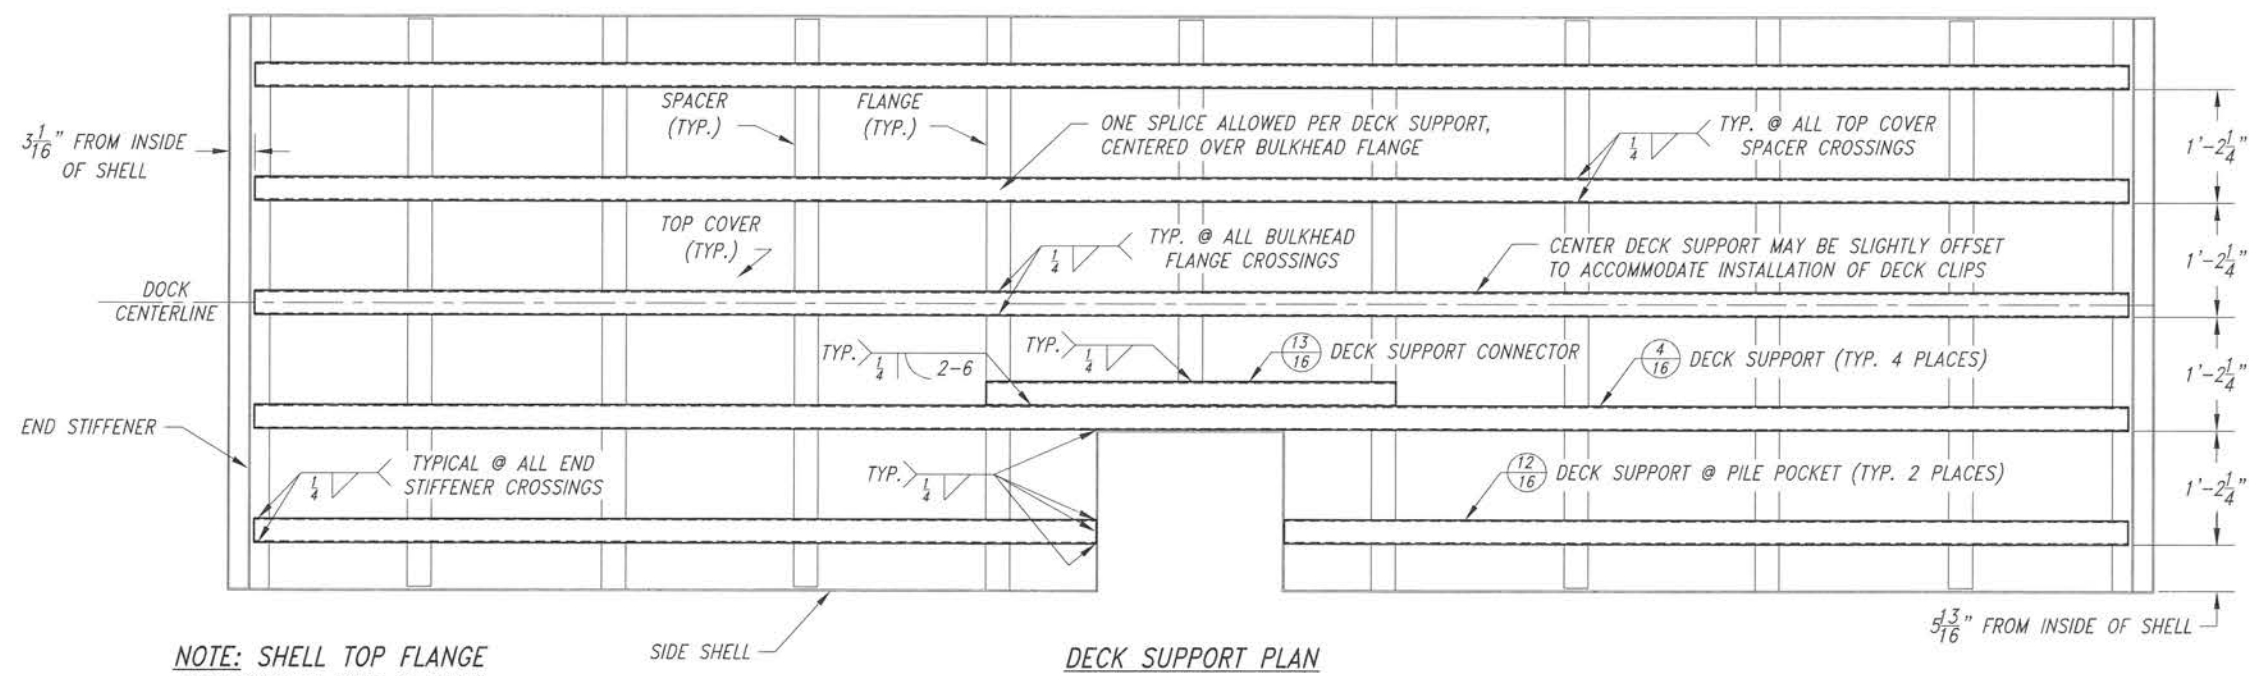 SPACER
(TYP.)
FLANGE
(TYP.)
ONE SPLICE ALLOWED PER DECK SUPPORT,
CENTERED OVER BULKHEAD FLANGE
1/4
TYP. @ ALL TOP COVER
SPACER CROSSINGS
3 1/16" FROM INSIDE
OF SHELL
1'-2 1/4"
TOP COVER
(TYP.)
1/4
TYP. @ ALL BULKHEAD
FLANGE CROSSINGS
CENTER DECK SUPPORT MAY BE SLIGHTLY OFFSET
TO ACCOMMODATE INSTALLATION OF DECK CLIPS
1'-2 1/4"
DOCK
CENTERLINE
TYP.
1/4
2-6
TYP.
1/4
13
16
DECK SUPPORT CONNECTOR
4
16
DECK SUPPORT (TYP. 4 PLACES)
1'-2 1/4"
END STIFFENER
1/4
TYPICAL @ ALL END
STIFFENER CROSSINGS
TYP.
1/4
12
16
DECK SUPPORT @ PILE POCKET (TYP. 2 PLACES)
1'-2 1/4"
5 13/16" FROM INSIDE OF SHELL
NOTE: SHELL TOP FLANGE
SIDE SHELL
DECK SUPPORT PLAN